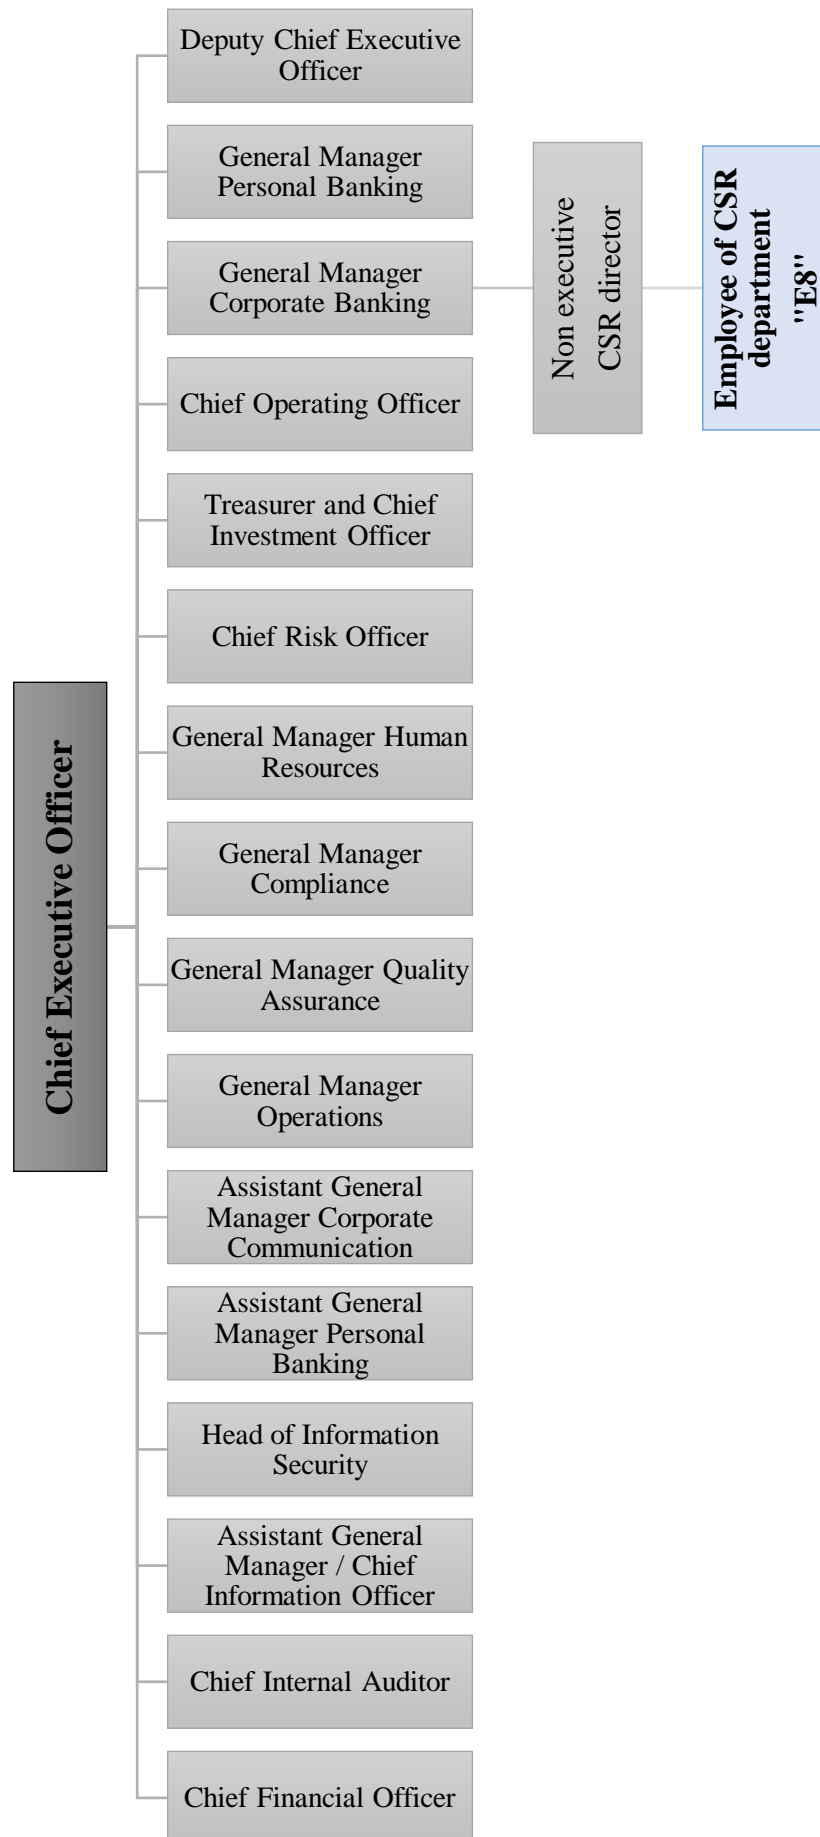 Deputy Chief Executive
Officer
General Manager
Personal Banking
General Manager
Corporate Banking
Non executive
CSR director
Employee of CSR
department
"E8"
Chief Operating Officer
Treasurer and Chief
Investment Officer
Chief Risk Officer
General Manager Human
Resources
Chief Executive Officer
General Manager
Compliance
General Manager Quality
Assurance
General Manager
Operations
Assistant General
Manager Corporate
Communication
Assistant General
Manager Personal
Banking
Head of Information
Security
Assistant General
Manager / Chief
Information Officer
Chief Internal Auditor
Chief Financial Officer